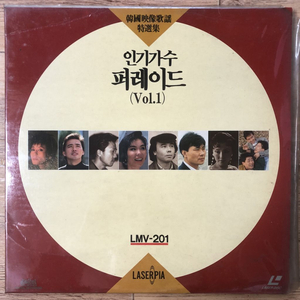 韓國映像歌謠
特選集
인기가수
퍼레이드
(Vol.1)
LMV-201
LASERPIA